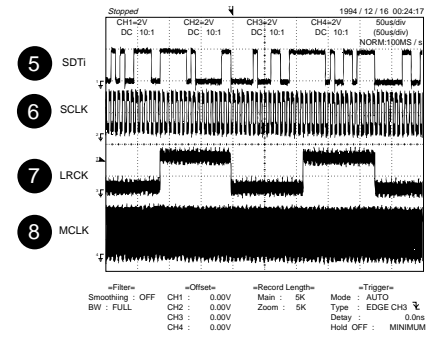 Stopped 1994 / 12 / 16 00:24:17
CH1=2V CH2=2V CH3=2V CH4=2V 50us/div
DC 10:1 DC 10:1 DC 10:1 DC 10:1 (50us/div)
NORM:100MS / s
5 SDTi
6 SCLK
7 LRCK
8 MCLK
=Filter= =Offset= =Record Length= =Trigger=
Smoothing : OFF CH1 : 0.00V Main : 5K Mode : AUTO
BW : FULL CH2 : 0.00V Zoom : 5K Type : EDGE CH3
CH3 : 0.00V Delay : 0.0ns
CH4 : 0.00V Hold OFF : MINIMUM